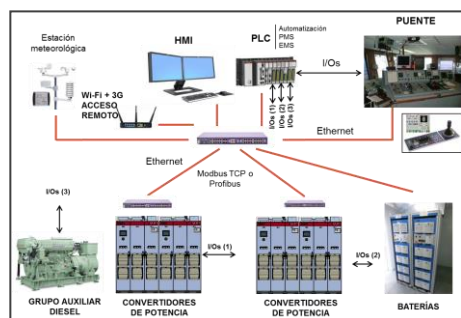 Estación
meteorológica
HMI
PLC
Automatización
PMS
EMS
PUENTE
I/Os
Wi-Fi + 3G
ACCESO
REMOTO
I/Os (1)
I/Os (2)
I/Os (3)
Ethernet
Ethernet
Modbus TCP o
Profibus
I/Os (3)
I/Os (1)
I/Os (2)
GRUPO AUXILIAR
DIESEL
CONVERTIDORES
DE POTENCIA
CONVERTIDORES
DE POTENCIA
BATERÍAS